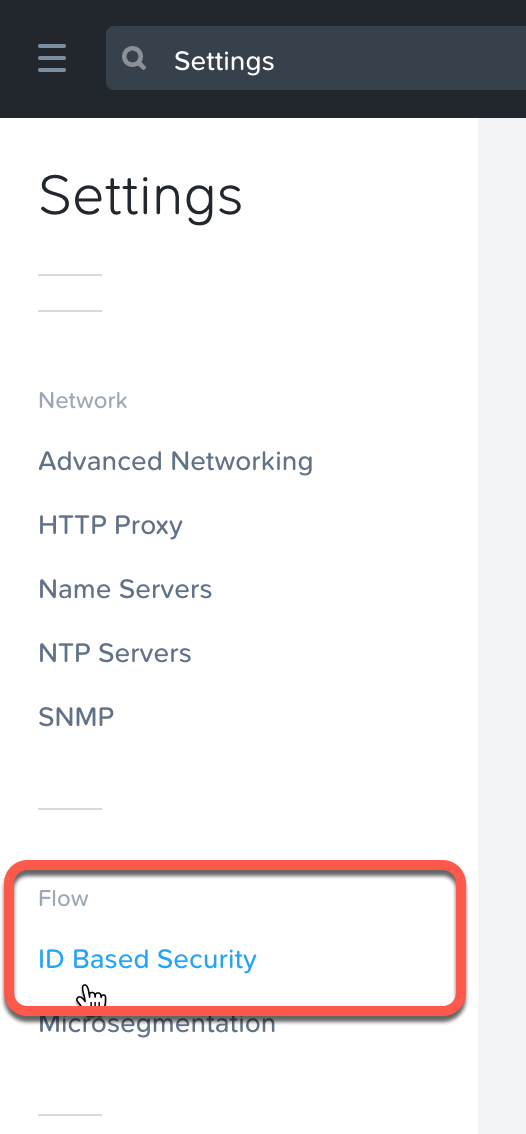 Settings
Settings
Network
Advanced Networking
HTTP Proxy
Name Servers
NTP Servers
SNMP
Flow
ID Based Security
Microsegmentation